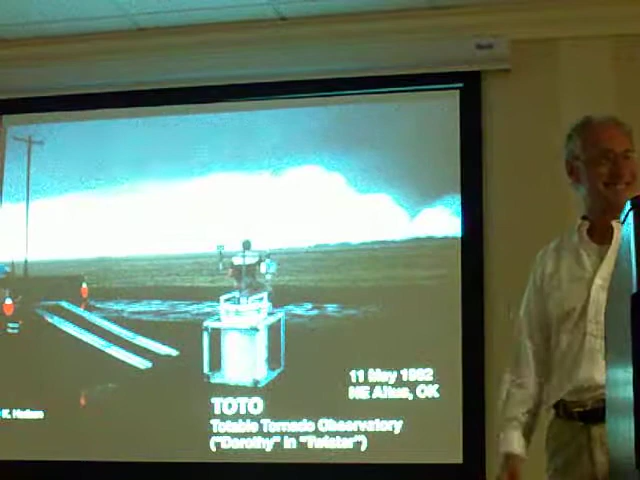 11 May 1982
NE Altus, OK
TOTO
Totable Tornado Observatory
("Dorothy" in "Twister")